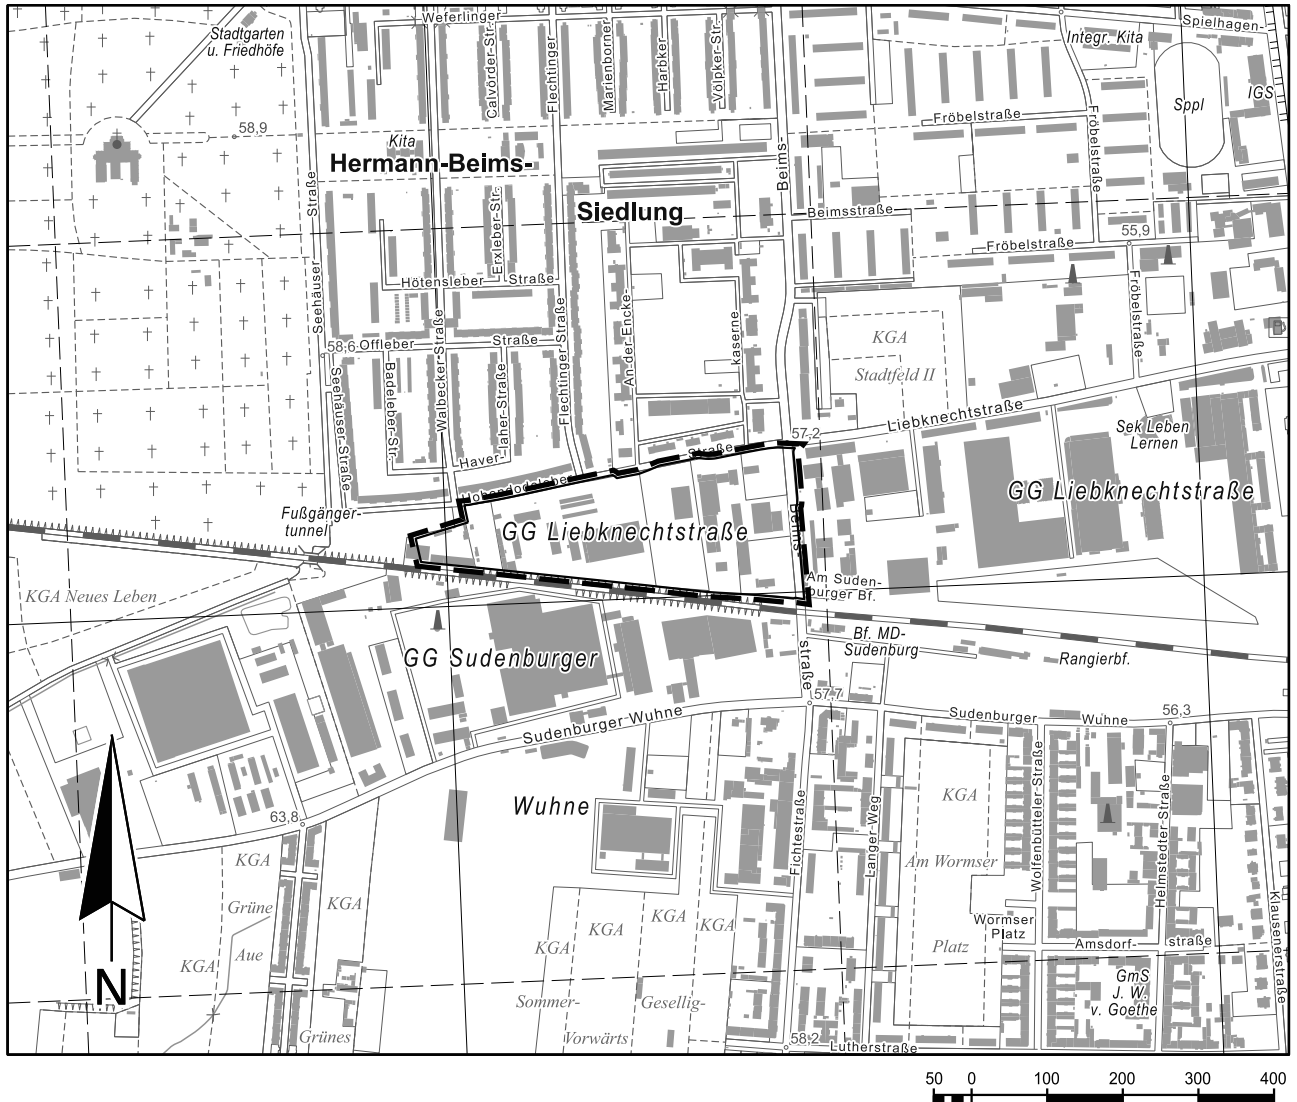 Weferlinger
Spielhagen-
Stadtgarten
u. Friedhöfe
Calvörder-Str.
Flechtinger
Marienborner
Harbker
Völpker-Str.
Integr. Kita
IGS
Sppl
58,9
Kita
Hermann-Beims-
Siedlung
Beims-
Fröbelstraße
Fröbelstraße
Seehäuser Straße
Erxleber-Str.
Beimsstraße
55,9
Fröbelstraße
Hötensleber Straße
Fröbelstraße
58,6
Offleber Straße
Walbecker-Straße
Flechtinger Straße
An-der-Encke-
kaserne
KGA
Stadtfeld II
Seehäuser-Straße
Badeleber-Str.
Haver-
laher-Straße
57,2
Liebknechtstraße
Sek Leben
Lernen
Straße
Hohendodeleber
GG Liebknechtstraße
GG Liebknechtstraße
Fußgänger-
tunnel
Beims-
KGA Neues Leben
Am Suden-
burger Bf.
Bf. MD-
Sudenburg
Rangierbf.
GG Sudenburger
straße
57,7
Sudenburger Wuhne
Sudenburger Wuhne
56,3
Wuhne
63,8
KGA
Fichtestraße
Langer-Weg
Wolfenbütteler-Straße
Helmstedter-Straße
Klausenerstraße
Am Wormser
Platz
KGA
Grüne
Aue
KGA
KGA
KGA
KGA
KGA
KGA
Wormser
Platz
Amsdorf- straße
GmS
J. W.
v. Goethe
N
Sommer-
Gesellig-
Grünes
Vorwärts
58,2
Lutherstraße
50 0 100 200 300 400